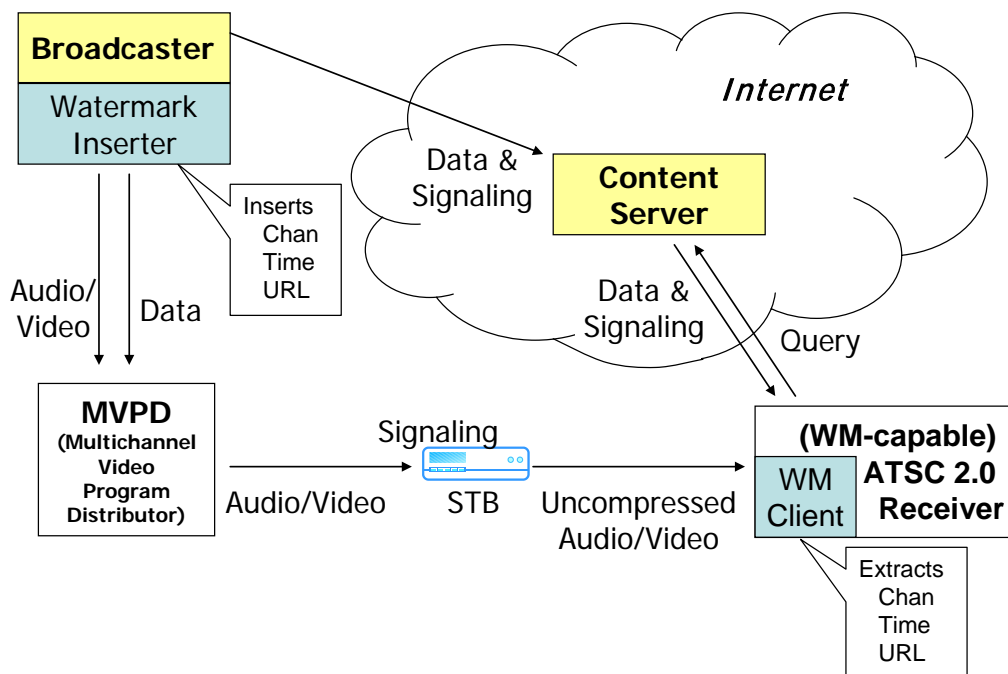 Broadcaster
Watermark
Inserter
Internet
Data &
Signaling
Content
Server
Inserts
Chan
Time
URL
Audio/
Video
Data
Data &
Signaling
Query
MVPD
(Multichannel
Video
Program
Distributor)
Signaling
Audio/Video
STB
Uncompressed
Audio/Video
(WM-capable)
ATSC 2.0
Receiver
WM
Client
Extracts
Chan
Time
URL